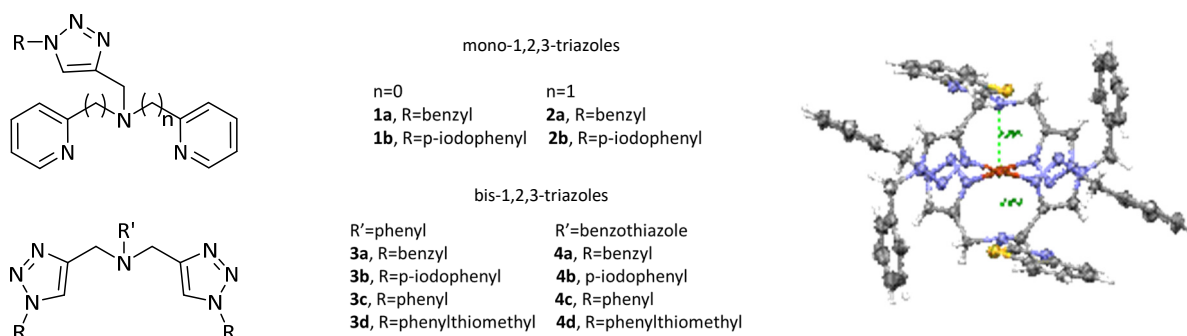 N
R N N
( ) ( )n
N
N N
R'
N N N
N N
N N
R R
mono-1,2,3-triazoles
n=0 n=1
1a, R=benzyl 2a, R=benzyl
1b, R=p-iodophenyl 2b, R=p-iodophenyl
bis-1,2,3-triazoles
R’=phenyl R’=benzothiazole
3a, R=benzyl 4a, R=benzyl
3b, R=p-iodophenyl 4b, p-iodophenyl
3c, R=phenyl 4c, R=phenyl
3d, R=phenylthiomethyl 4d, R=phenylthiomethyl